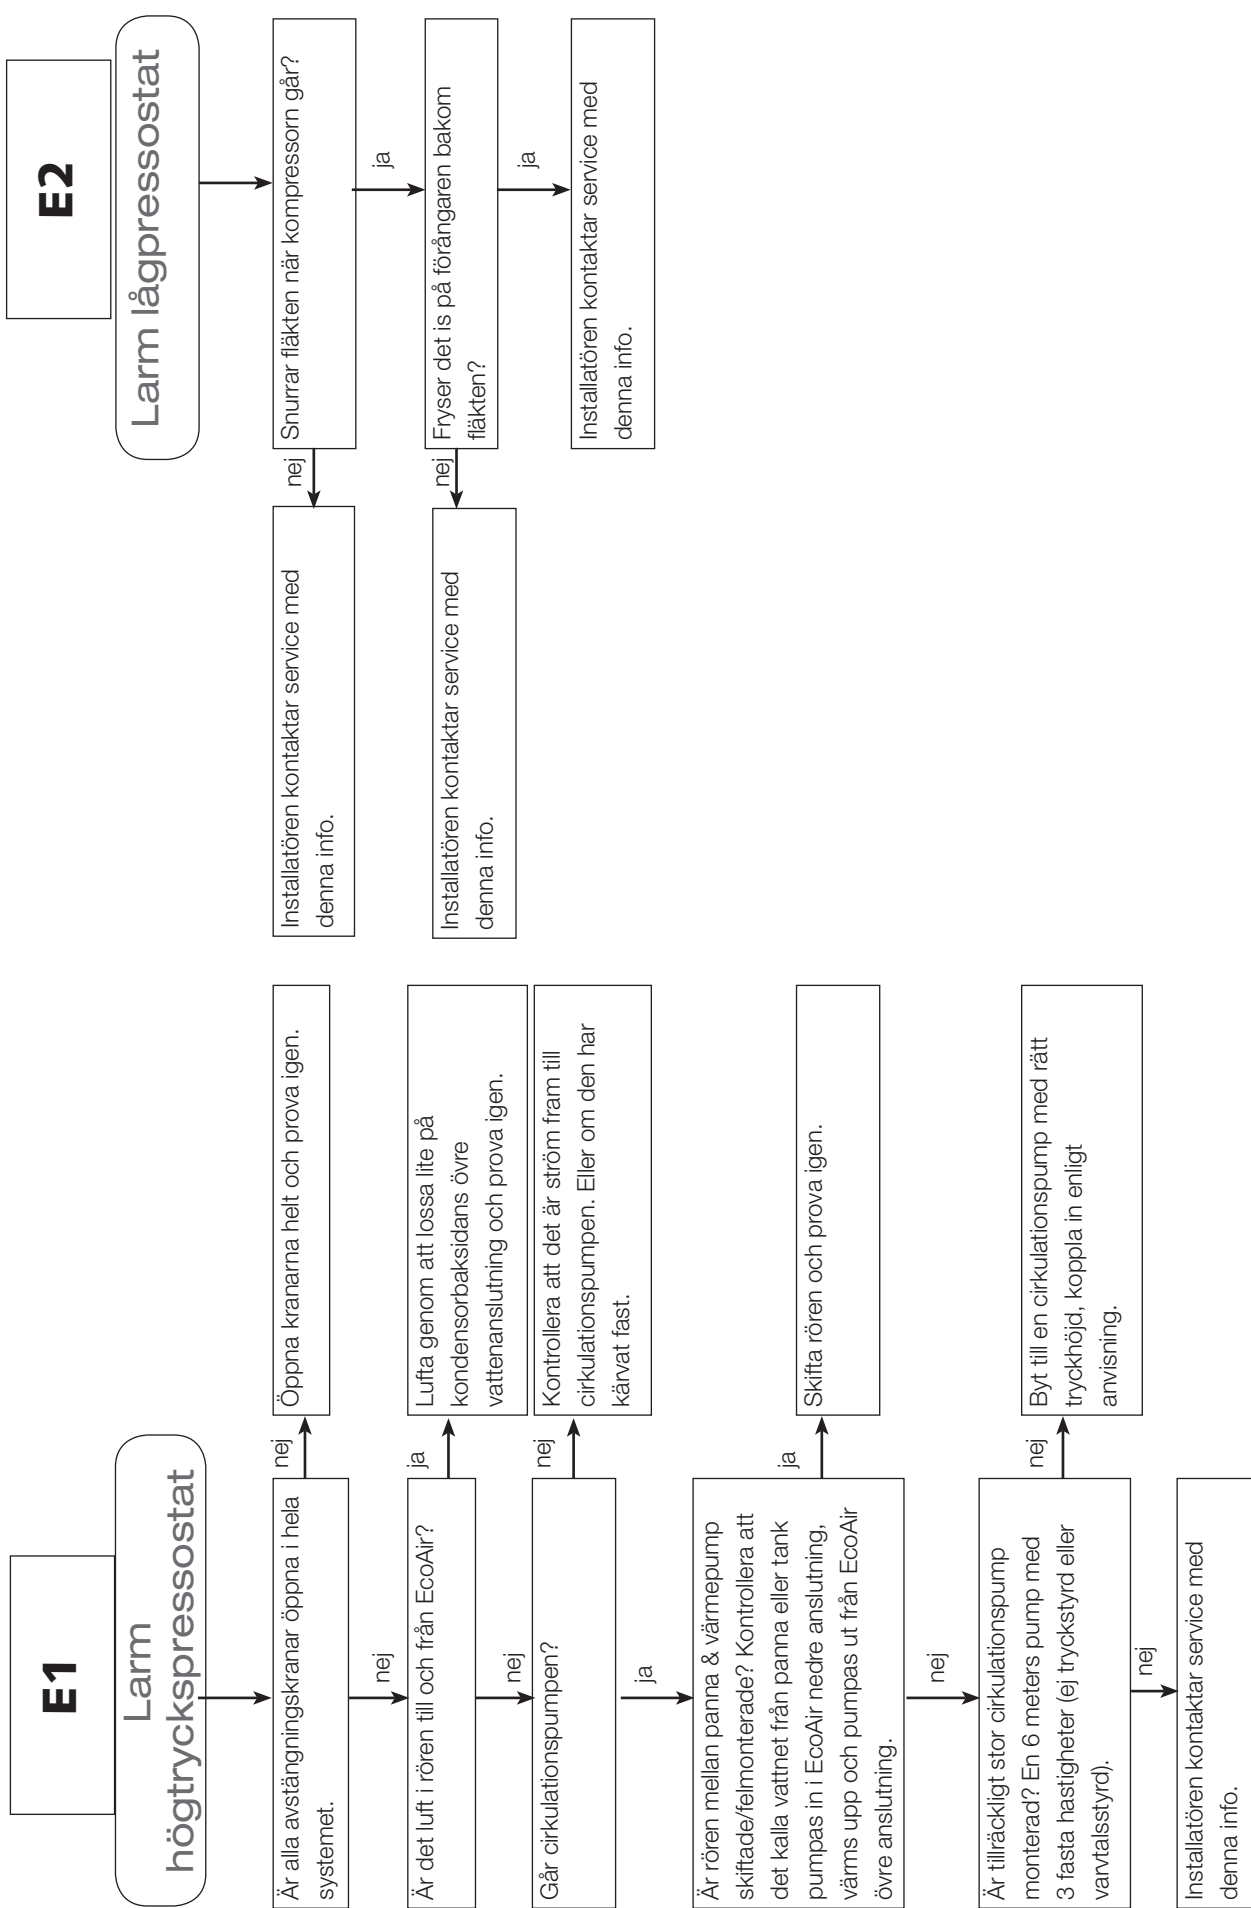 E1
Larm
högtryckspressostat
Är alla avstängningskranar öppna i hela
systemet.
nej
Öppna kranarna helt och prova igen.
nej
Är det luft i rören till och från EcoAir?
ja
Lufta genom att lossa lite på
kondensorbaksidans övre
vattenanslutning och prova igen.
nej
Går cirkulationspumpen?
nej
Kontrollera att det är ström fram till
cirkulationspumpen. Eller om den har
kärvat fast.
ja
Är rören mellan panna & värmepump
skiftade/felmonterade? Kontrollera att
det kalla vattnet från panna eller tank
pumpas in i EcoAir nedre anslutning,
värms upp och pumpas ut från EcoAir
övre anslutning.
ja
Skifta rören och prova igen.
nej
Är tillräckligt stor cirkulationspump
monterad? En 6 meters pump med
3 fasta hastigheter (ej tryckstyrd eller
varvtalsstyrd).
nej
Byt till en cirkulationspump med rätt
tryckhöjd, koppla in enligt
anvisning.
nej
Installatören kontaktar service med
denna info.
E2
Larm lågpressostat
Snurrar fläkten när kompressorn går?
nej
Installatören kontaktar service med
denna info.
ja
Fryser det is på förångaren bakom
fläkten?
nej
Installatören kontaktar service med
denna info.
ja
Installatören kontaktar service med
denna info.